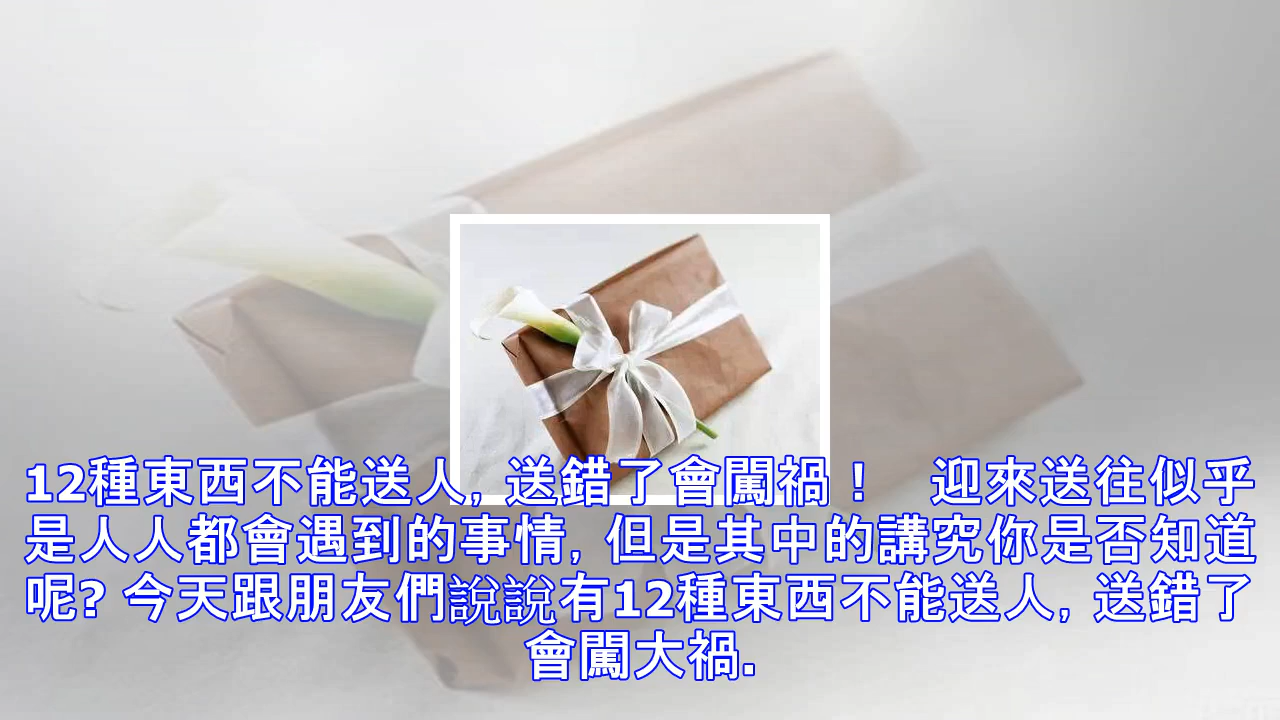 12種東西不能送人, 送錯了會闖禍！　迎來送往似乎
是人人都會遇到的事情, 但是其中的講究你是否知道
呢? 今天跟朋友們說說有12種東西不能送人, 送錯了
會闖大禍.